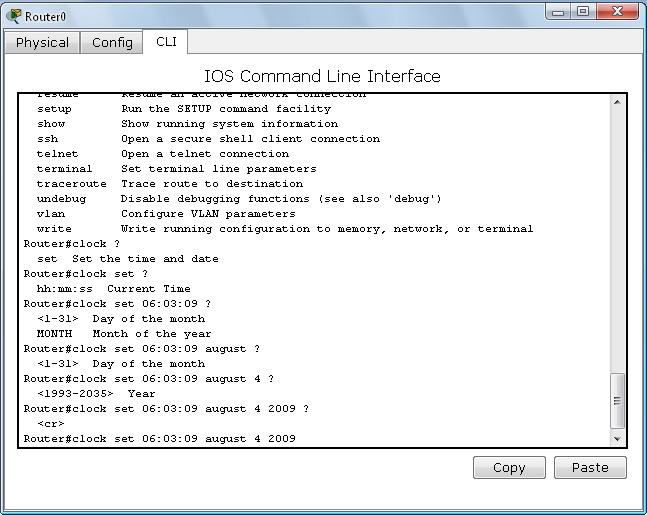 Router0
Physical Config CLI
IOS Command Line Interface
resume Resume an active network connection
setup Run the SETUP command facility
show Show running system information
ssh Open a secure shell client connection
telnet Open a telnet connection
terminal Set terminal line parameters
traceroute Trace route to destination
undebug Disable debugging functions (see also 'debug')
vlan Configure VLAN parameters
write Write running configuration to memory, network, or terminal
Router#clock ?
set Set the time and date
Router#clock set ?
hh:mm:ss Current Time
Router#clock set 06:03:09 ?
<1-31> Day of the month
MONTH Month of the year
Router#clock set 06:03:09 august ?
<1-31> Day of the month
Router#clock set 06:03:09 august 4 ?
<1993-2035> Year
Router#clock set 06:03:09 august 4 2009 ?
<cr>
Router#clock set 06:03:09 august 4 2009
Copy Paste